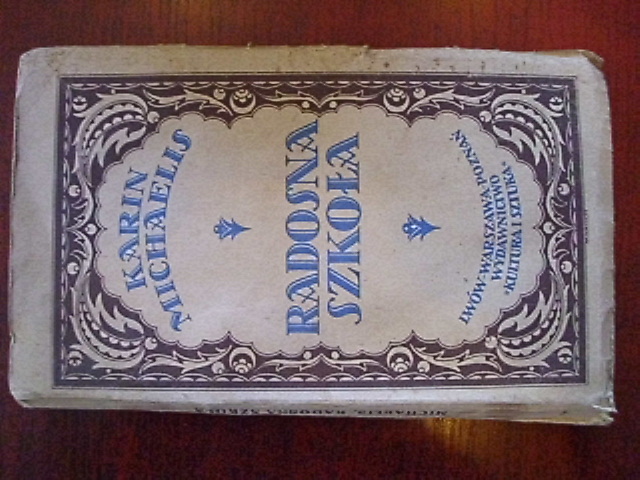 KARIN
MICHAELIS
RADOSNA
SZKOŁA
LWÓW-WARSZAWA-POZNAŃ
WYDAWNICTWO
"KULTURA I SZTUKA"
MICHAELIS, RADOSNA SZKOŁA